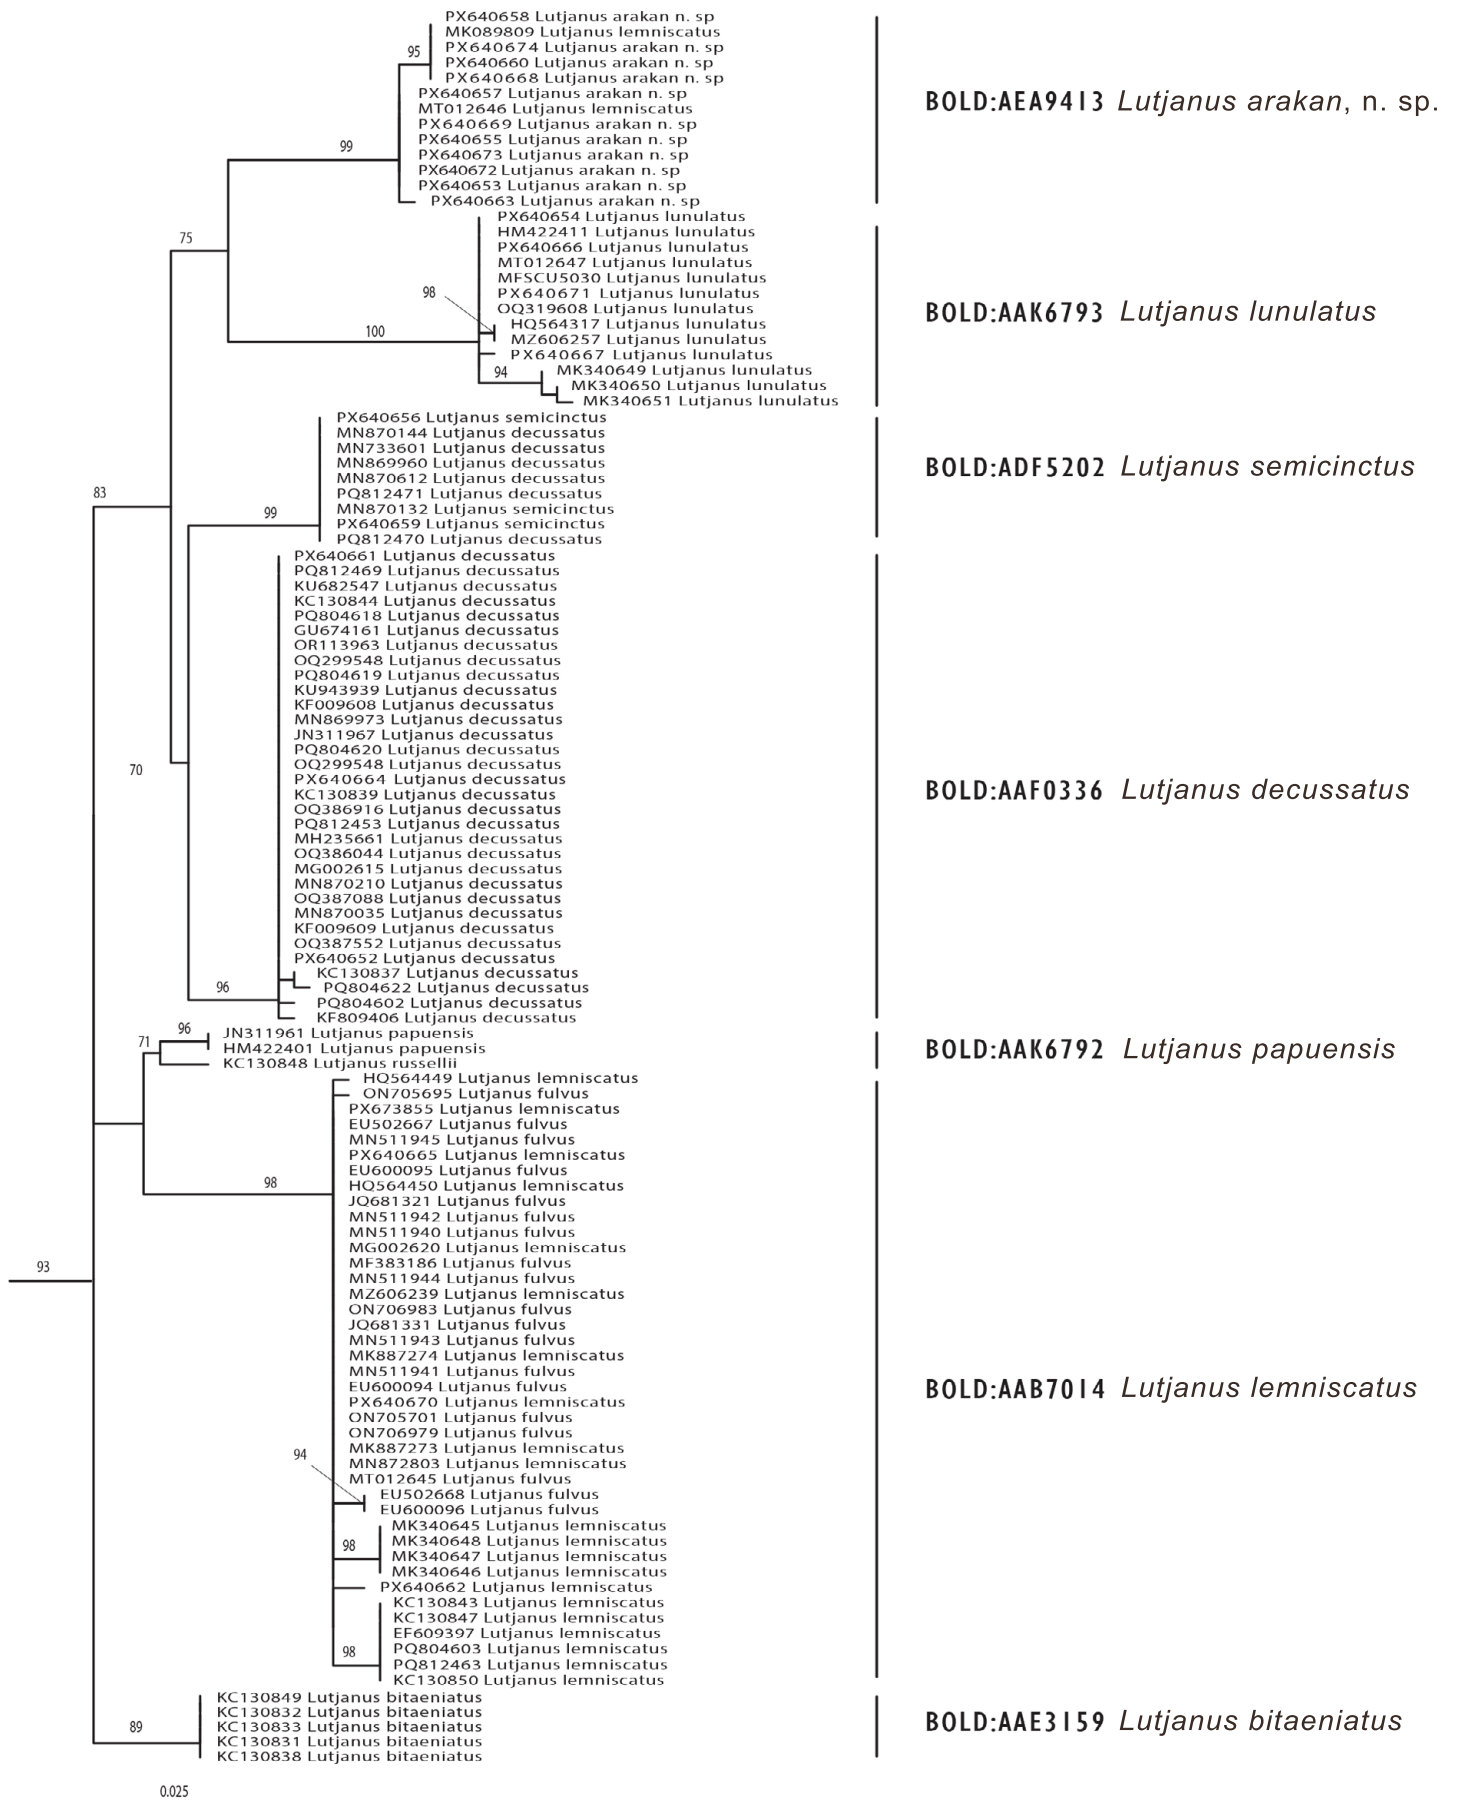 PX640658 Lutjanus arakan n. sp
MK089809 Lutjanus lemniscatus
PX640674 Lutjanus arakan n. sp
95
PX640660 Lutjanus arakan n. sp
PX640668 Lutjanus arakan n. sp
PX640657 Lutjanus arakan n. sp
BOLD:AEA9413 Lutjanus arakan, n. sp.
MT012646 Lutjanus lemniscatus
PX640669 Lutjanus arakan n. sp
PX640655 Lutjanus arakan n. sp
99
PX640673 Lutjanus arakan n. sp
PX640672 Lutjanus arakan n. sp
PX640653 Lutjanus arakan n. sp
PX640663 Lutjanus arakan n. sp
PX640654 Lutjanus lunulatus
HM422411 Lutjanus lunulatus
75
PX640666 Lutjanus lunulatus
MT012647 Lutjanus lunulatus
MFSCU5030 Lutjanus lunulatus
98
PX640671 Lutjanus lunulatus
OQ319608 Lutjanus lunulatus
BOLD:AAK6793 Lutjanus lunulatus
HQ564317 Lutjanus lunulatus
100
MZ606257 Lutjanus lunulatus
PX640667 Lutjanus lunulatus
94
MK340649 Lutjanus lunulatus
MK340650 Lutjanus lunulatus
MK340651 Lutjanus lunulatus
PX640656 Lutjanus semicinctus
MN870144 Lutjanus decussatus
MN733601 Lutjanus decussatus
MN869960 Lutjanus decussatus
BOLD:ADF5202 Lutjanus semicinctus
MN870612 Lutjanus decussatus
83
PQ812471 Lutjanus decussatus
MN870132 Lutjanus semicinctus
99
PX640659 Lutjanus semicinctus
PQ812470 Lutjanus decussatus
PX640661 Lutjanus decussatus
PQ812469 Lutjanus decussatus
KU682547 Lutjanus decussatus
KC130844 Lutjanus decussatus
PQ804618 Lutjanus decussatus
GU674161 Lutjanus decussatus
OR113963 Lutjanus decussatus
OQ299548 Lutjanus decussatus
PQ804619 Lutjanus decussatus
KU943939 Lutjanus decussatus
KF009608 Lutjanus decussatus
MN869973 Lutjanus decussatus
JN311967 Lutjanus decussatus
PQ804620 Lutjanus decussatus
OQ299548 Lutjanus decussatus
70
PX640664 Lutjanus decussatus
BOLD:AAF0336 Lutjanus decussatus
KC130839 Lutjanus decussatus
OQ386916 Lutjanus decussatus
PQ812453 Lutjanus decussatus
MH235661 Lutjanus decussatus
OQ386044 Lutjanus decussatus
MG002615 Lutjanus decussatus
MN870210 Lutjanus decussatus
OQ387088 Lutjanus decussatus
MN870035 Lutjanus decussatus
KF009609 Lutjanus decussatus
OQ387552 Lutjanus decussatus
PX640652 Lutjanus decussatus
KC130837 Lutjanus decussatus
96
PQ804622 Lutjanus decussatus
PQ804602 Lutjanus decussatus
KF809406 Lutjanus decussatus
96
JN311961 Lutjanus papuensis
71
HM422401 Lutjanus papuensis
BOLD:AAK6792 Lutjanus papuensis
KC130848 Lutjanus russellii
HQ564449 Lutjanus lemniscatus
ON705695 Lutjanus fulvus
PX673855 Lutjanus lemniscatus
EU502667 Lutjanus fulvus
MN511945 Lutjanus fulvus
PX640665 Lutjanus lemniscatus
EU600095 Lutjanus fulvus
98
HQ564450 Lutjanus lemniscatus
JQ681321 Lutjanus fulvus
MN511942 Lutjanus fulvus
MN511940 Lutjanus fulvus
MG002620 Lutjanus lemniscatus
93
MF383186 Lutjanus fulvus
MN511944 Lutjanus fulvus
MZ606239 Lutjanus lemniscatus
ON706983 Lutjanus fulvus
JQ681331 Lutjanus fulvus
MN511943 Lutjanus fulvus
MK887274 Lutjanus lemniscatus
MN511941 Lutjanus fulvus
EU600094 Lutjanus fulvus
BOLD:AAB7014 Lutjanus lemniscatus
PX640670 Lutjanus lemniscatus
ON705701 Lutjanus fulvus
ON706979 Lutjanus fulvus
MK887273 Lutjanus lemniscatus
94
MN872803 Lutjanus lemniscatus
MT012645 Lutjanus fulvus
EU502668 Lutjanus fulvus
EU600096 Lutjanus fulvus
MK340645 Lutjanus lemniscatus
MK340648 Lutjanus lemniscatus
98
MK340647 Lutjanus lemniscatus
MK340646 Lutjanus lemniscatus
PX640662 Lutjanus lemniscatus
KC130843 Lutjanus lemniscatus
KC130847 Lutjanus lemniscatus
EF609397 Lutjanus lemniscatus
98
PQ804603 Lutjanus lemniscatus
PQ812463 Lutjanus lemniscatus
KC130850 Lutjanus lemniscatus
KC130849 Lutjanus bitaeniatus
KC130832 Lutjanus bitaeniatus
89
KC130833 Lutjanus bitaeniatus
BOLD:AAE3159 Lutjanus bitaeniatus
KC130831 Lutjanus bitaeniatus
KC130838 Lutjanus bitaeniatus
0.025